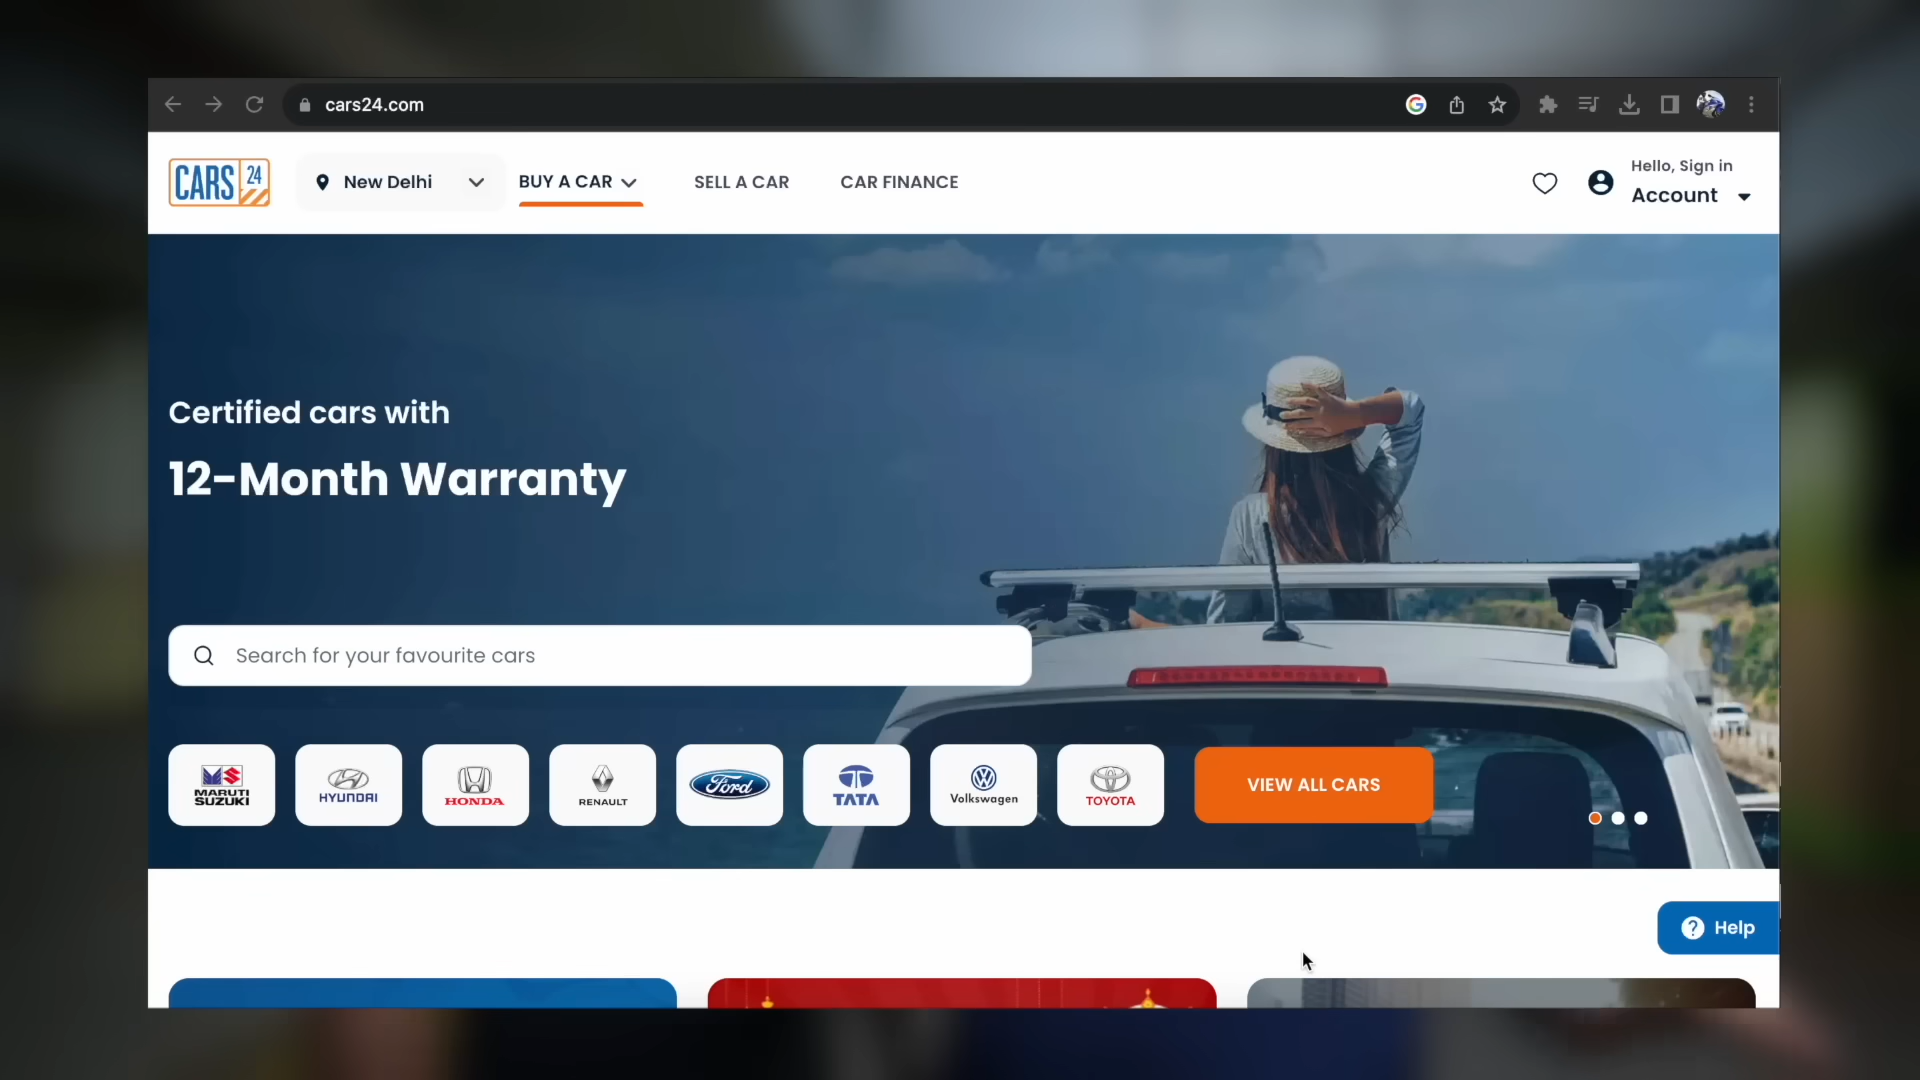 cars24.com
CARS 24
New Delhi
BUY A CAR
SELL A CAR
CAR FINANCE
Hello, Sign in
Account
Certified cars with
12-Month Warranty
Search for your favourite cars
MARUTI
SUZUKI
HYUNDAI
HONDA
RENAULT
Ford
TATA
Volkswagen
TOYOTA
VIEW ALL CARS
? Help